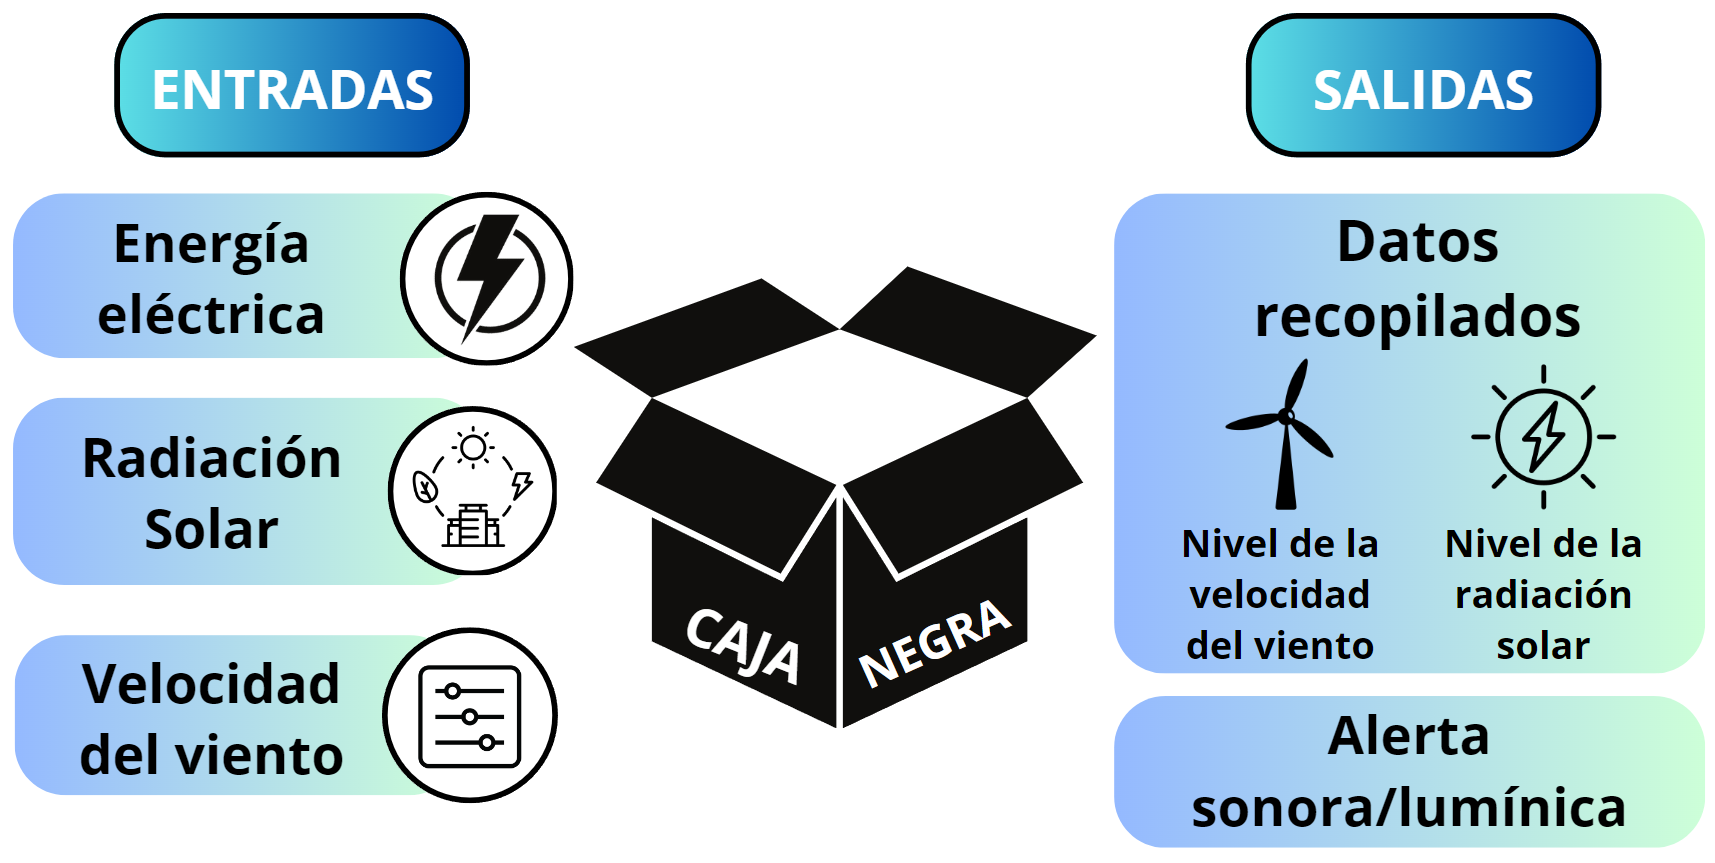 ENTRADAS
Energía
eléctrica
Radiación
Solar
Velocidad
del viento
CAJA
NEGRA
SALIDAS
Datos
recopilados
Nivel de la
velocidad
del viento
Nivel de la
radiación
solar
Alerta
sonora/lumínica